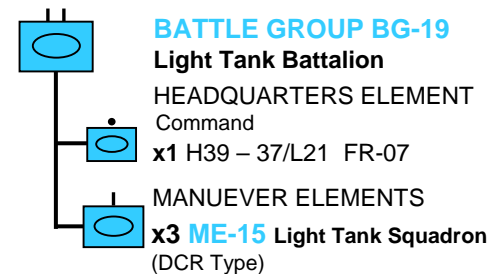 BATTLE GROUP BG-19
Light Tank Battalion
HEADQUARTERS ELEMENT
Command
x1 H39 – 37/L21 FR-07
MANUEVER ELEMENTS
x3 ME-15 Light Tank Squadron
(DCR Type)